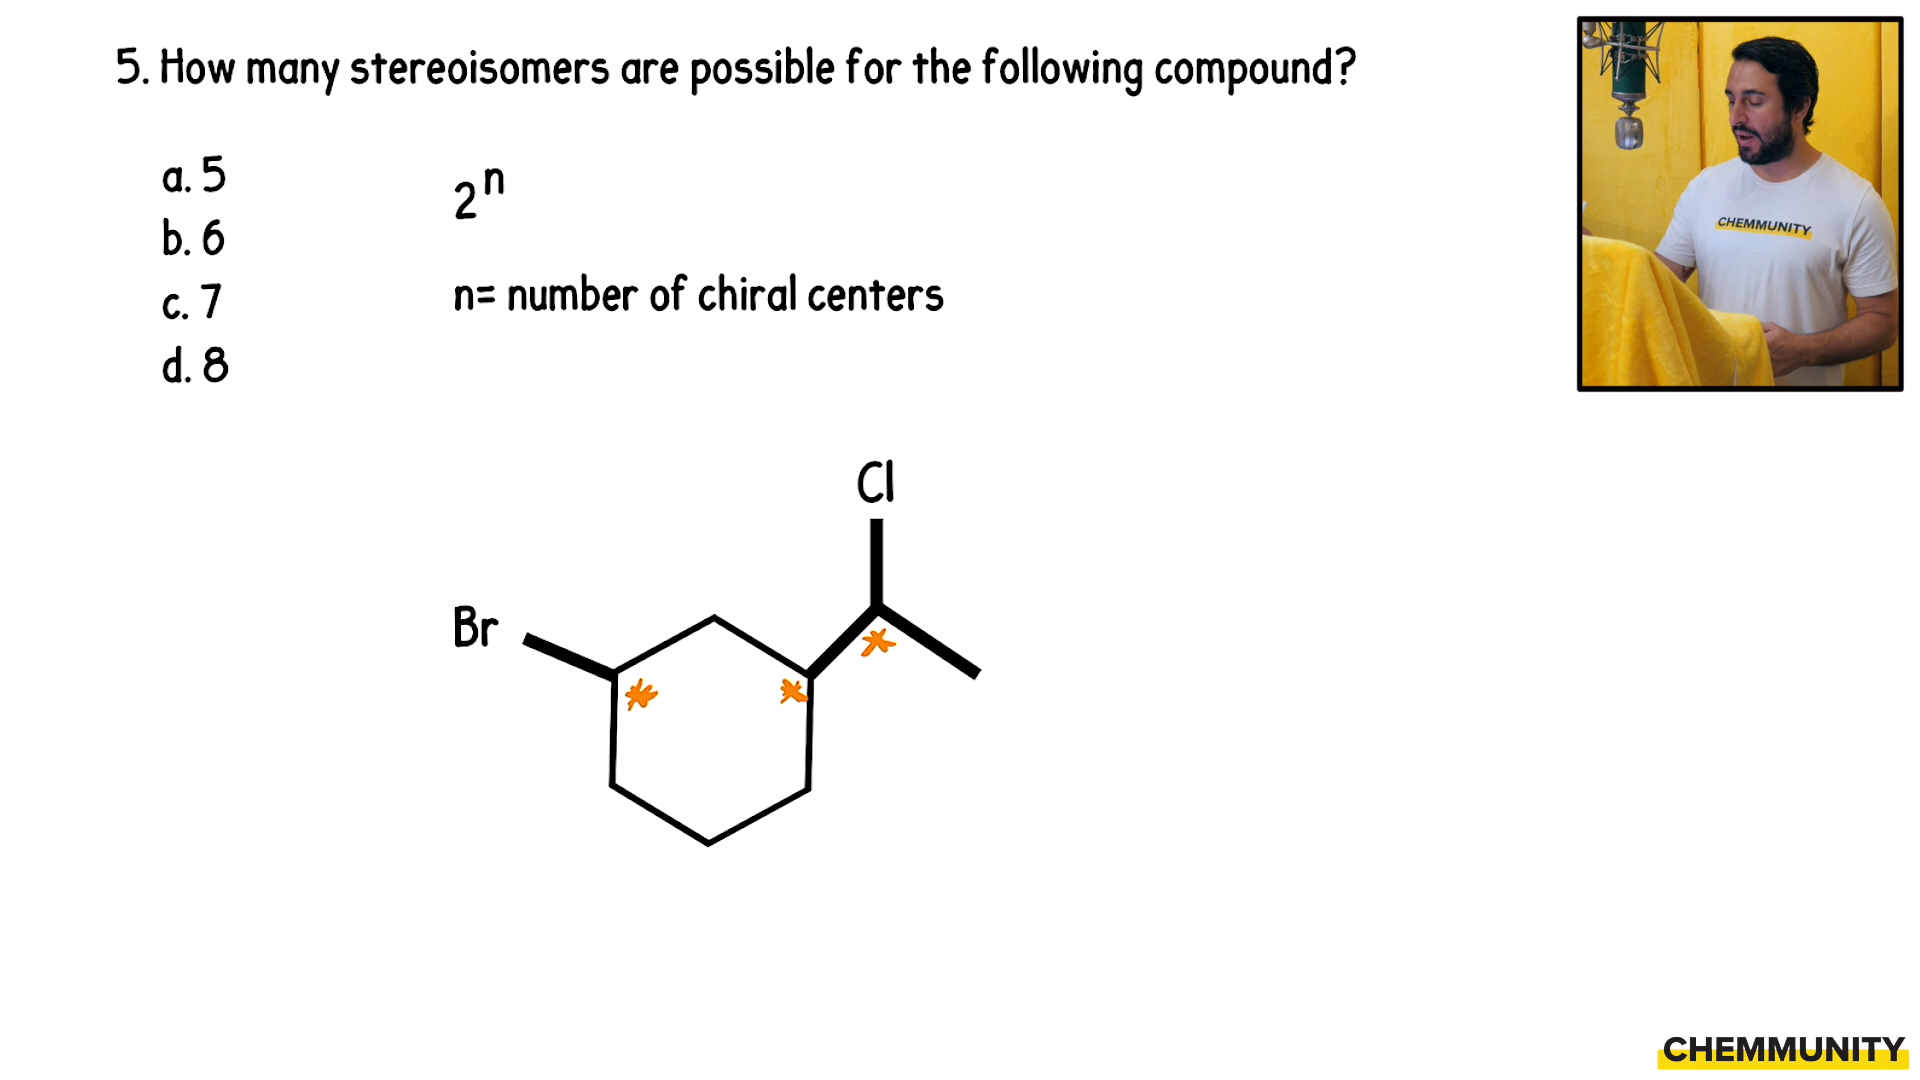 5. How many stereoisomers are possible for the following compound?
a. 5
b. 6
c. 7
d. 8
2^n
n= number of chiral centers
CHEMMUNITY
Cl
Br
CHEMMUNITY